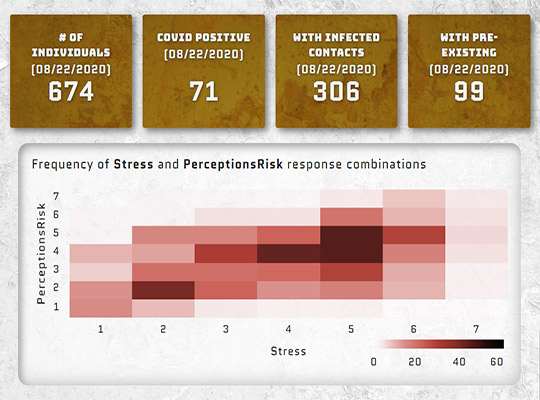 # OF
INDIVIDUALS
(08/22/2020)
674
COVID POSITIVE
(08/22/2020)
71
WITH INFECTED
CONTACTS
(08/22/2020)
306
WITH PRE-
EXISTING
(08/22/2020)
99
Frequency of Stress and PerceptionsRisk response combinations
PerceptionsRisk
7
6
5
4
3
2
1
1 2 3 4 5 6 7
Stress
0 20 40 60